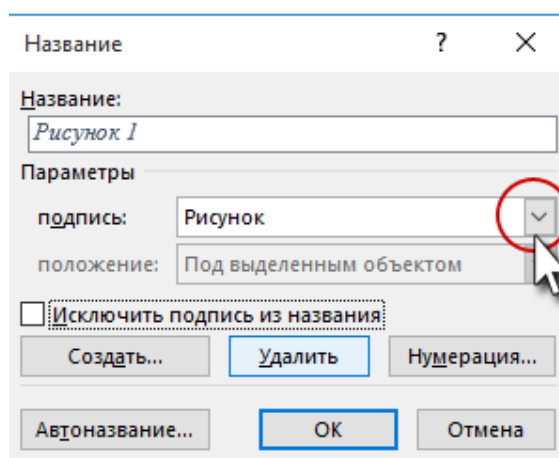 Название ?
Название:
Рисунок 1
Параметры
подпись: Рисунок
положение: Под выделенным объектом
Исключить подпись из названия
Создать... Удалить Нумерация...
Автоназвание... ОК Отмена